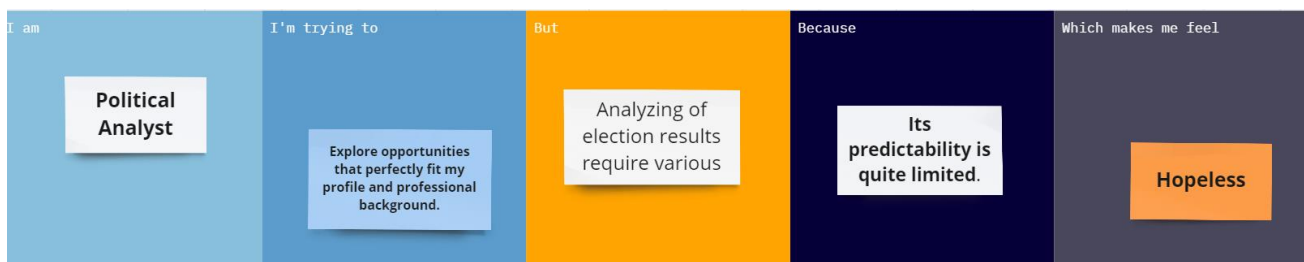 I am
Political
Analyst
I'm trying to
Explore opportunities
that perfectly fit my
profile and professional
background.
But
Analyzing of
election results
require various
Because
Its
predictability is
quite limited.
Which makes me feel
Hopeless